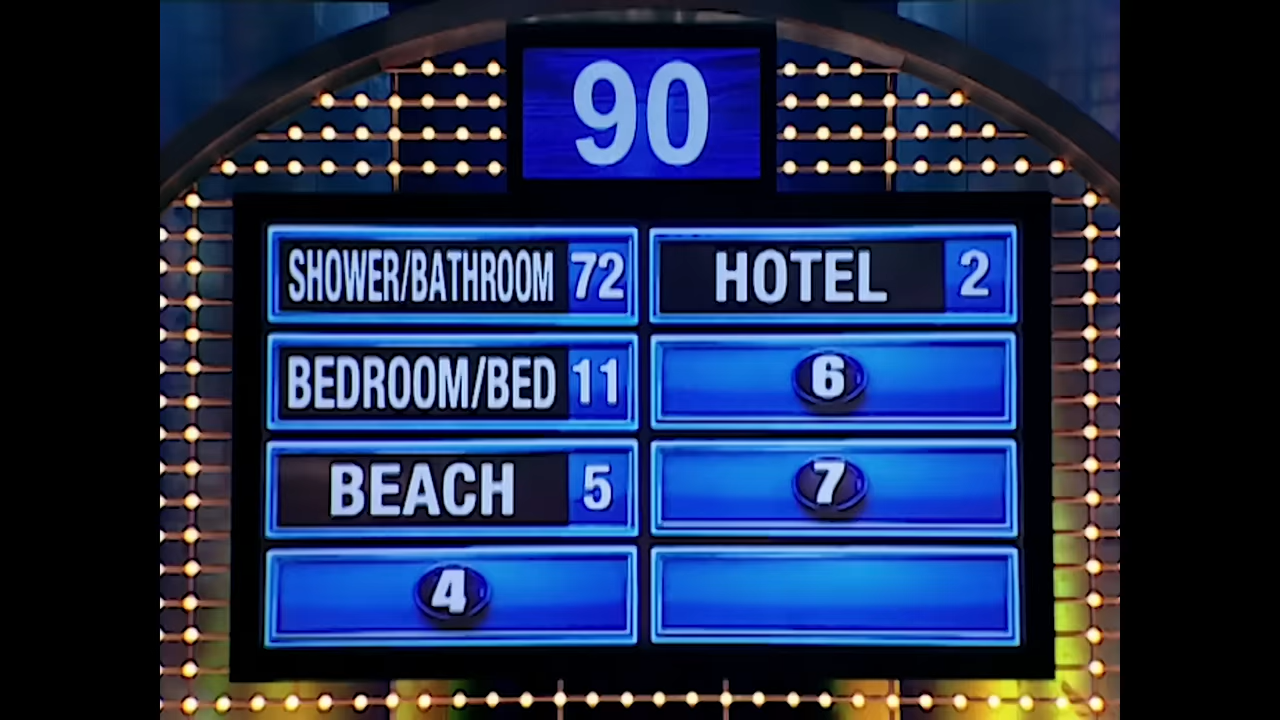 90
SHOWER/BATHROOM 72
BEDROOM/BED 11
BEACH 5
4
HOTEL 2
6
7